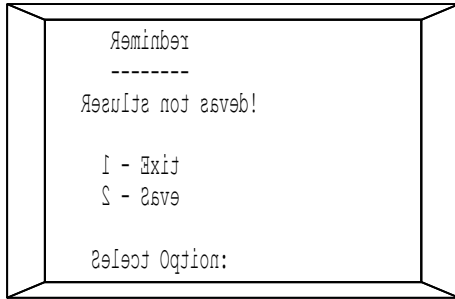 Reminder
--------
Results not saved!
1 - Exit
2 - Save
Select Option: